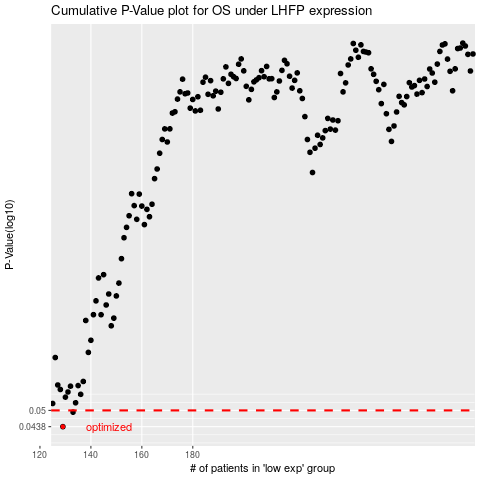 Cumulative P-Value plot for OS under LHFP expression
P-Value(log10)
0.05
0.0438
optimized
120 140 160 180
# of patients in 'low exp' group